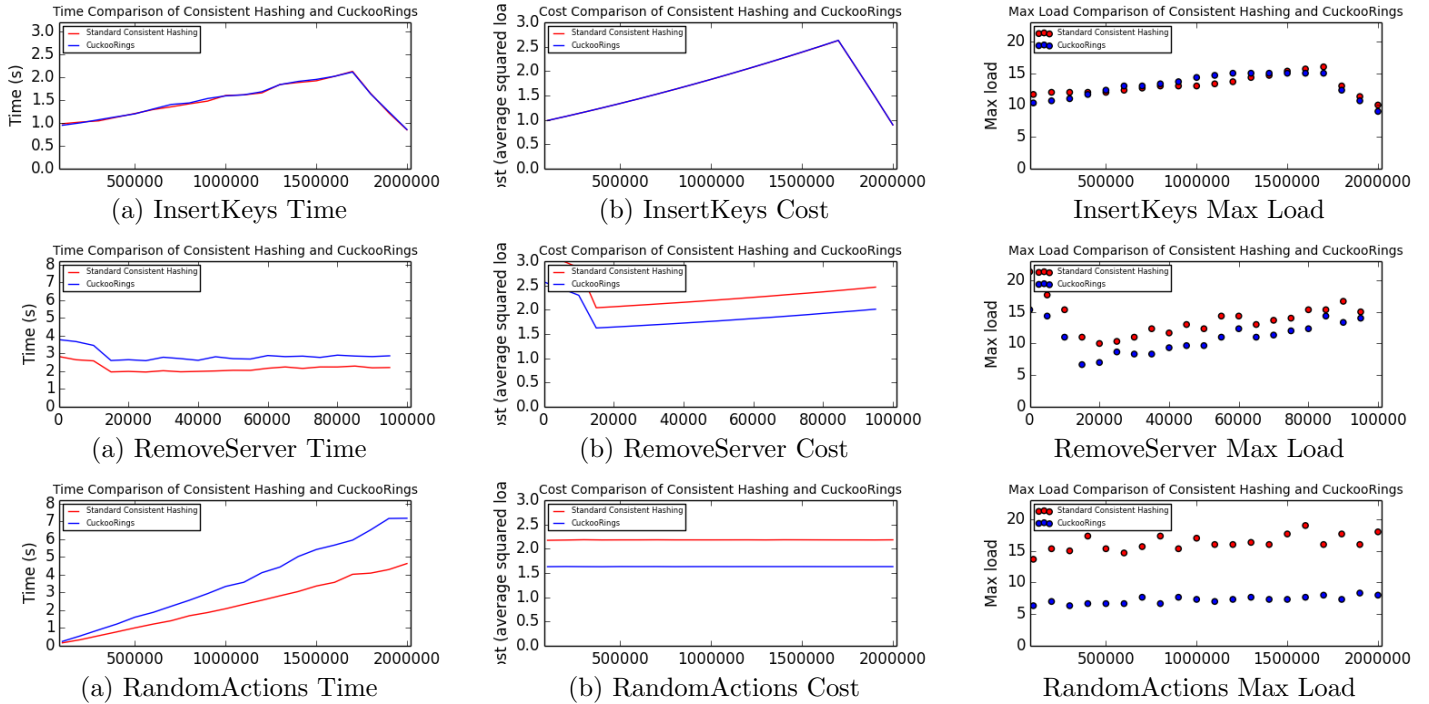 Time Comparison of Consistent Hashing and CuckooRings
Standard Consistent Hashing
CuckooRings
Time (s)
3.0
2.5
2.0
1.5
1.0
0.5
0.0
500000 1000000 1500000 2000000
(a) InsertKeys Time
Cost Comparison of Consistent Hashing and CuckooRings
Standard Consistent Hashing
CuckooRings
ost (average squared loa
3.0
2.5
2.0
1.5
1.0
0.5
0.0
500000 1000000 1500000 2000000
(b) InsertKeys Cost
Max Load Comparison of Consistent Hashing and CuckooRings
Standard Consistent Hashing
CuckooRings
Max load
20
15
10
5
0
500000 1000000 1500000 2000000
InsertKeys Max Load
Time Comparison of Consistent Hashing and CuckooRings
Standard Consistent Hashing
CuckooRings
Time (s)
8
7
6
5
4
3
2
1
0
0 20000 40000 60000 80000 100000
(a) RemoveServer Time
Cost Comparison of Consistent Hashing and CuckooRings
Standard Consistent Hashing
CuckooRings
ost (average squared loa
3.0
2.5
2.0
1.5
1.0
0.5
0.0
0 20000 40000 60000 80000 100000
(b) RemoveServer Cost
Max Load Comparison of Consistent Hashing and CuckooRings
Standard Consistent Hashing
CuckooRings
Max load
20
15
10
5
0
0 20000 40000 60000 80000 100000
RemoveServer Max Load
Time Comparison of Consistent Hashing and CuckooRings
Standard Consistent Hashing
CuckooRings
Time (s)
8
7
6
5
4
3
2
1
0
500000 1000000 1500000 2000000
(a) RandomActions Time
Cost Comparison of Consistent Hashing and CuckooRings
Standard Consistent Hashing
CuckooRings
ost (average squared loa
3.0
2.5
2.0
1.5
1.0
0.5
0.0
500000 1000000 1500000 2000000
(b) RandomActions Cost
Max Load Comparison of Consistent Hashing and CuckooRings
Standard Consistent Hashing
CuckooRings
Max load
20
15
10
5
0
500000 1000000 1500000 2000000
RandomActions Max Load